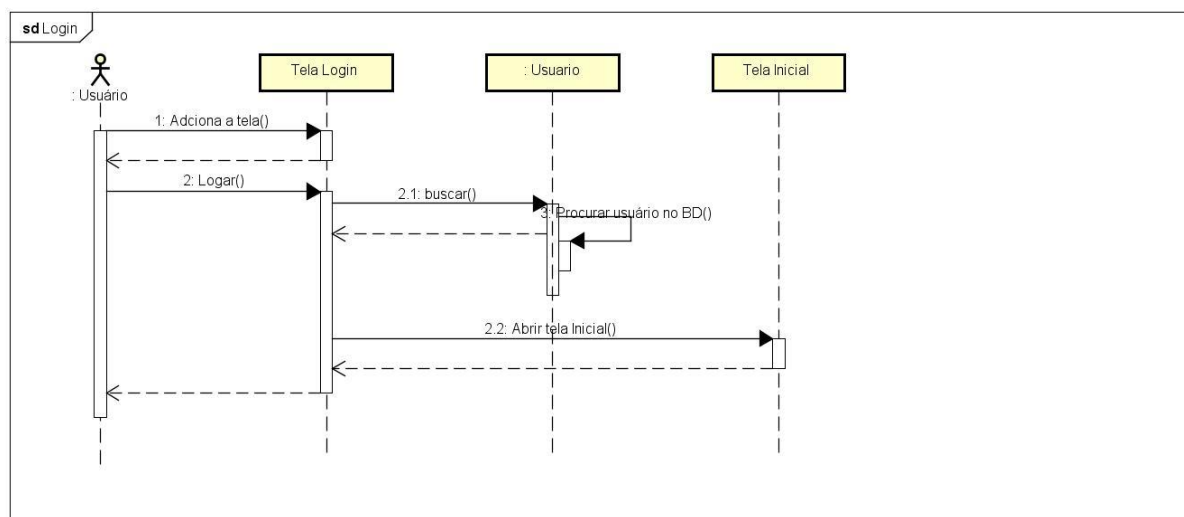 sd Login
Tela Login
: Usuario
Tela Inicial
: Usuário
1: Adciona a tela()
2: Logar()
2.1: buscar()
3: Procurar usuário no BD()
2.2: Abrir tela Inicial()